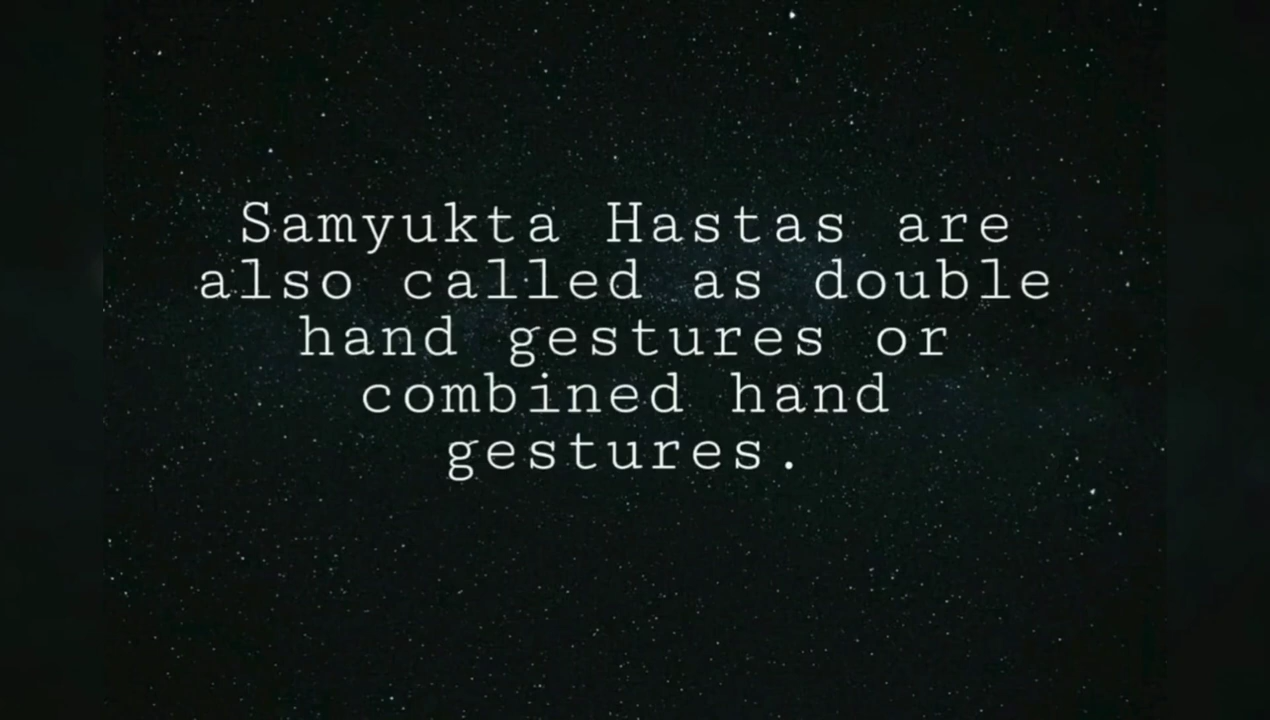 Samyukta Hastas are
also called as double
hand gestures or
combined hand
gestures.